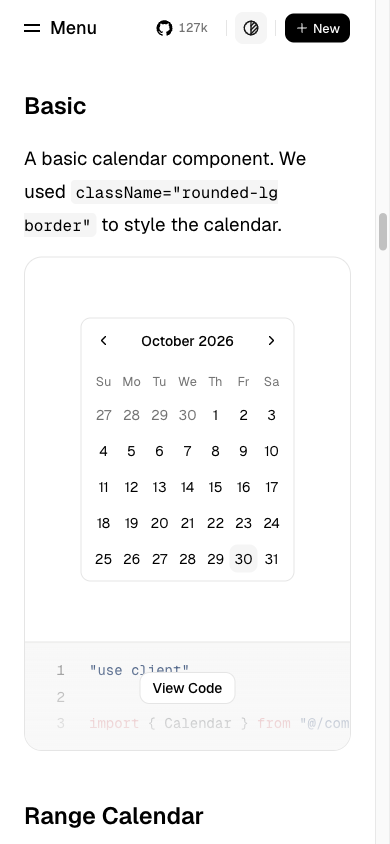 Menu 127k New
Basic
A basic calendar component. We
used className="rounded-lg
border" to style the calendar.
October 2026
Su Mo Tu We Th Fr Sa
27 28 29 30 1 2 3
4 5 6 7 8 9 10
11 12 13 14 15 16 17
18 19 20 21 22 23 24
25 26 27 28 29 30 31
1 "use client"
View Code
2
3 import { Calendar } from "@/com
Range Calendar